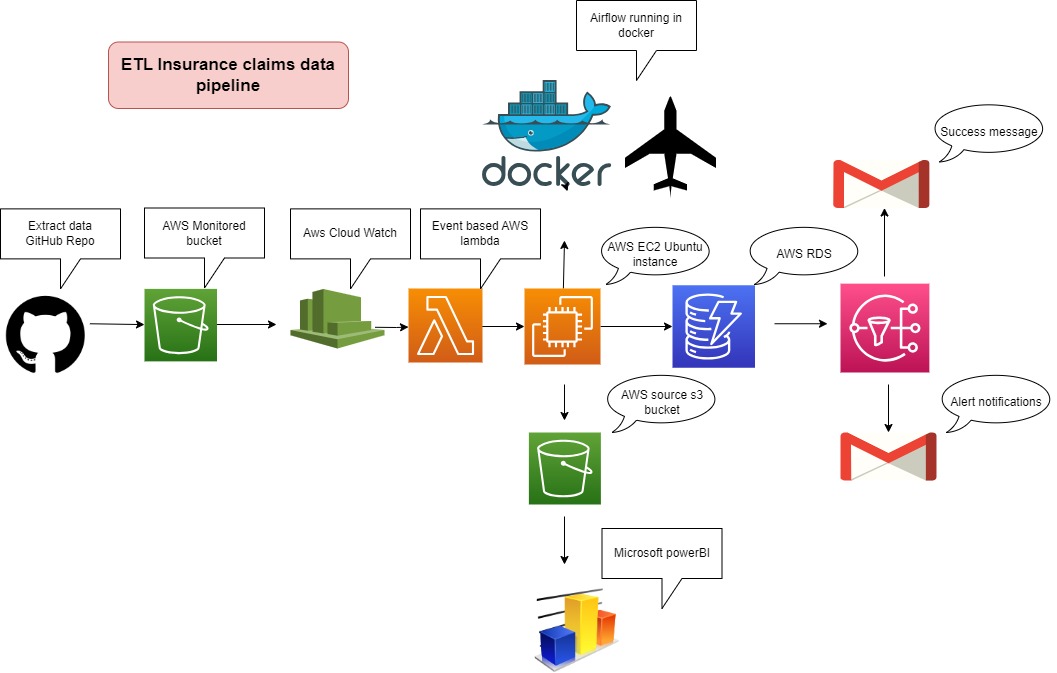 Airflow running in
docker
ETL Insurance claims data
pipeline
docker
Success message
Extract data
GitHub Repo
AWS Monitored
bucket
Aws Cloud Watch
Event based AWS
lambda
AWS EC2 Ubuntu
instance
AWS RDS
AWS source s3
bucket
Alert notifications
Microsoft powerBI